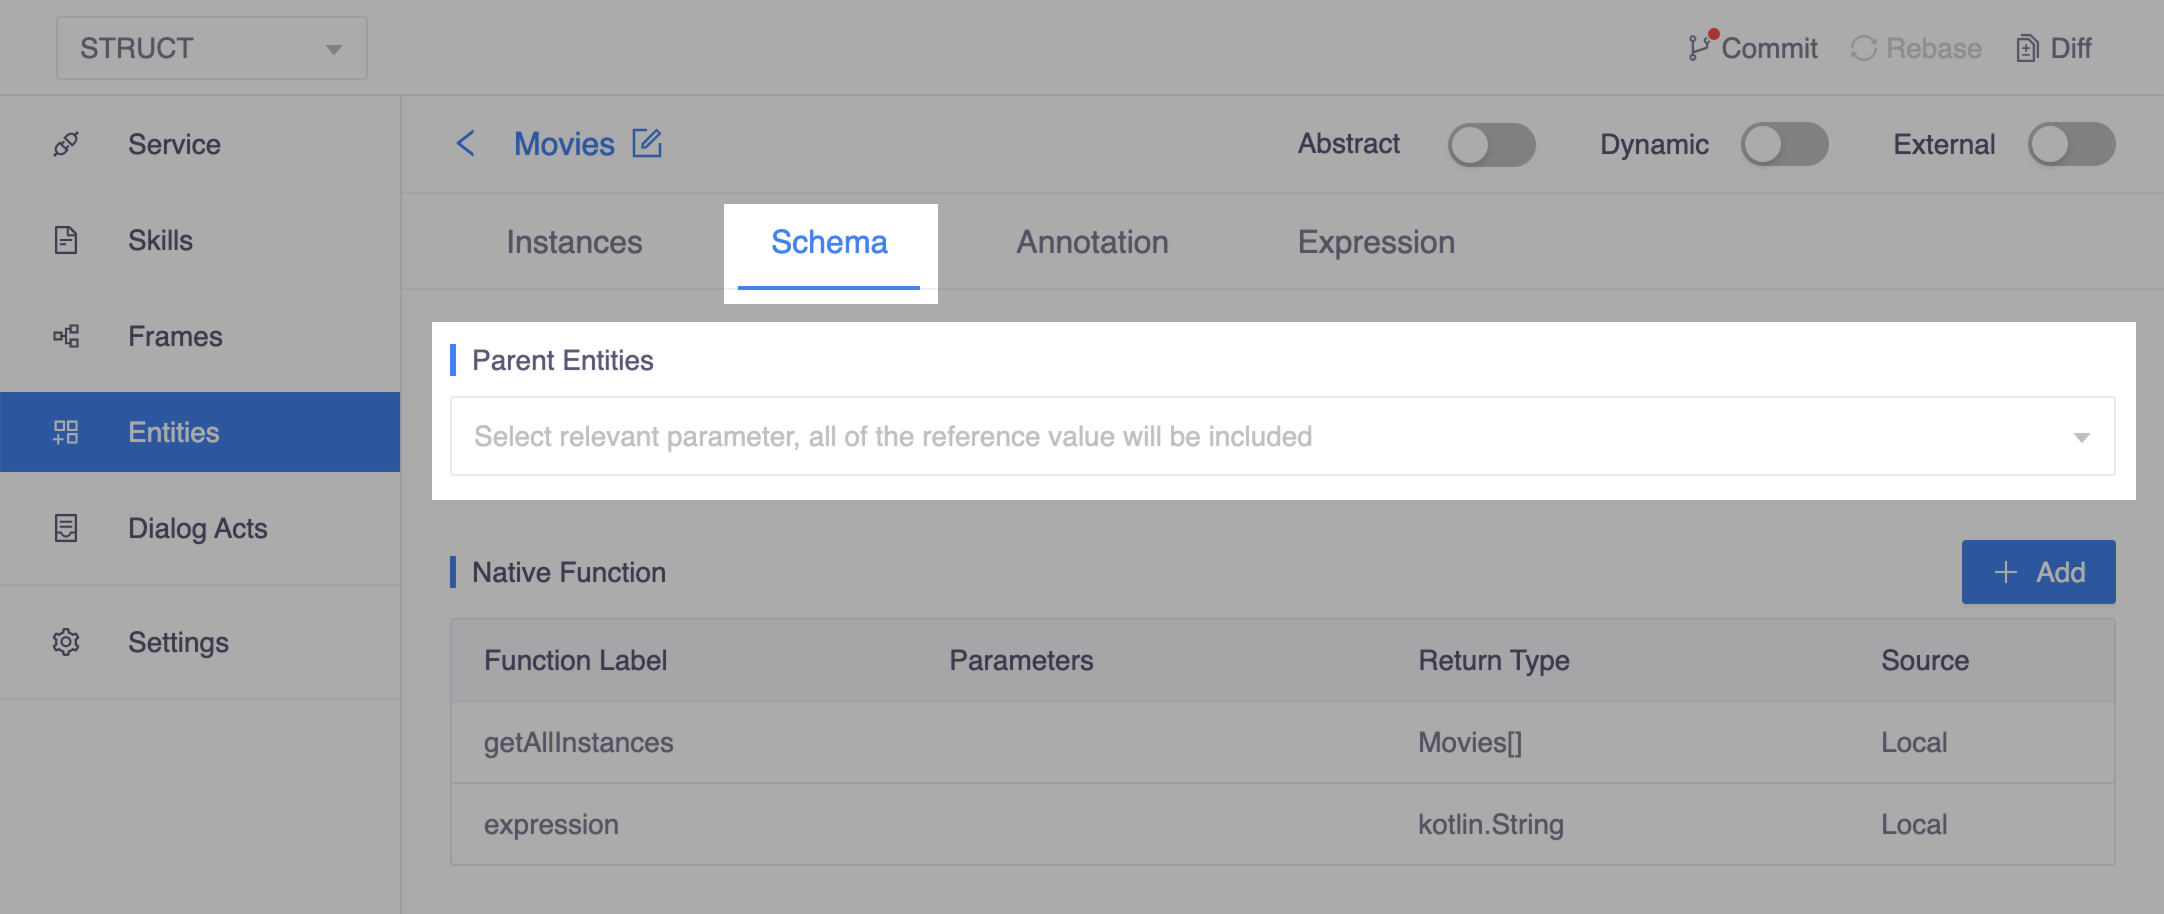 STRUCT
Commit
Rebase
Diff
Service
Skills
Frames
Entities
Dialog Acts
Settings
Movies
Abstract
Dynamic
External
Instances
Schema
Annotation
Expression
Parent Entities
Select relevant parameter, all of the reference value will be included
Native Function
Add
Function Label Parameters Return Type Source
getAllInstances Movies[] Local
expression kotlin.String Local